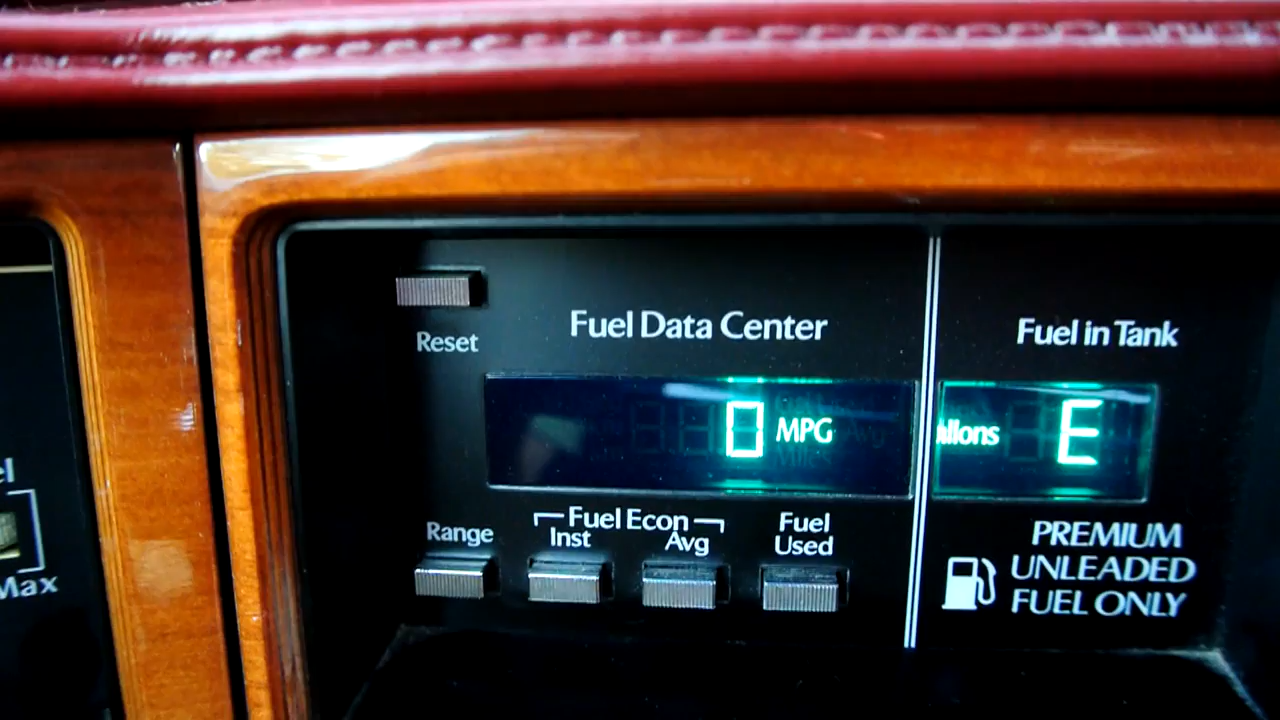 Reset
Fuel Data Center
0 MPG
Range
Fuel Econ
Inst
Avg
Fuel
Used
Fuel in Tank
allons E
PREMIUM
UNLEADED
FUEL ONLY
el
Max